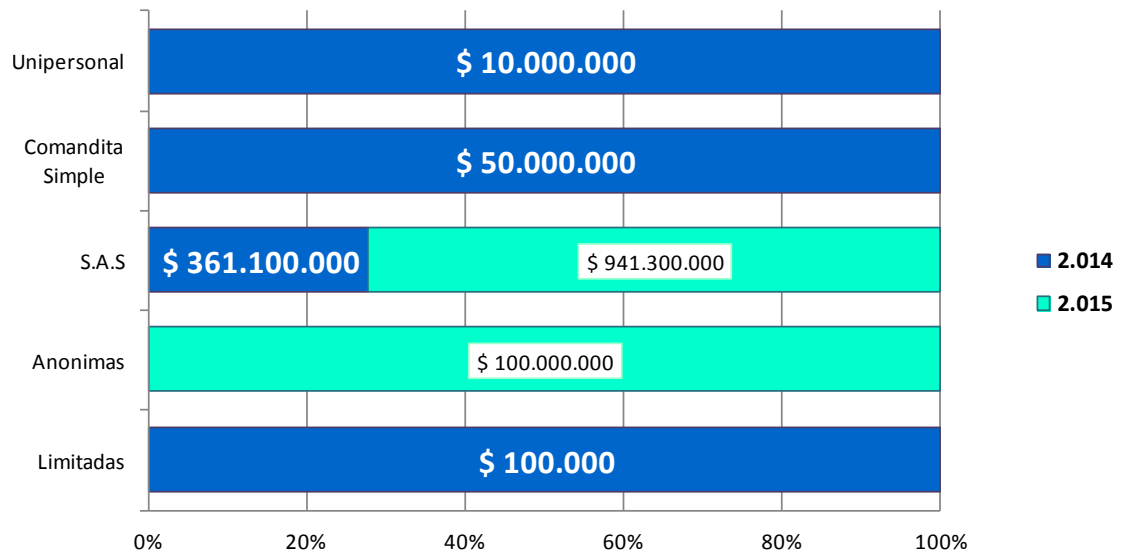 Unipersonal
$ 10.000.000
Comandita
Simple
$ 50.000.000
S.A.S
$ 361.100.000
$ 941.300.000
2.014
2.015
Anonimas
$ 100.000.000
Limitadas
$ 100.000
0%
20%
40%
60%
80%
100%